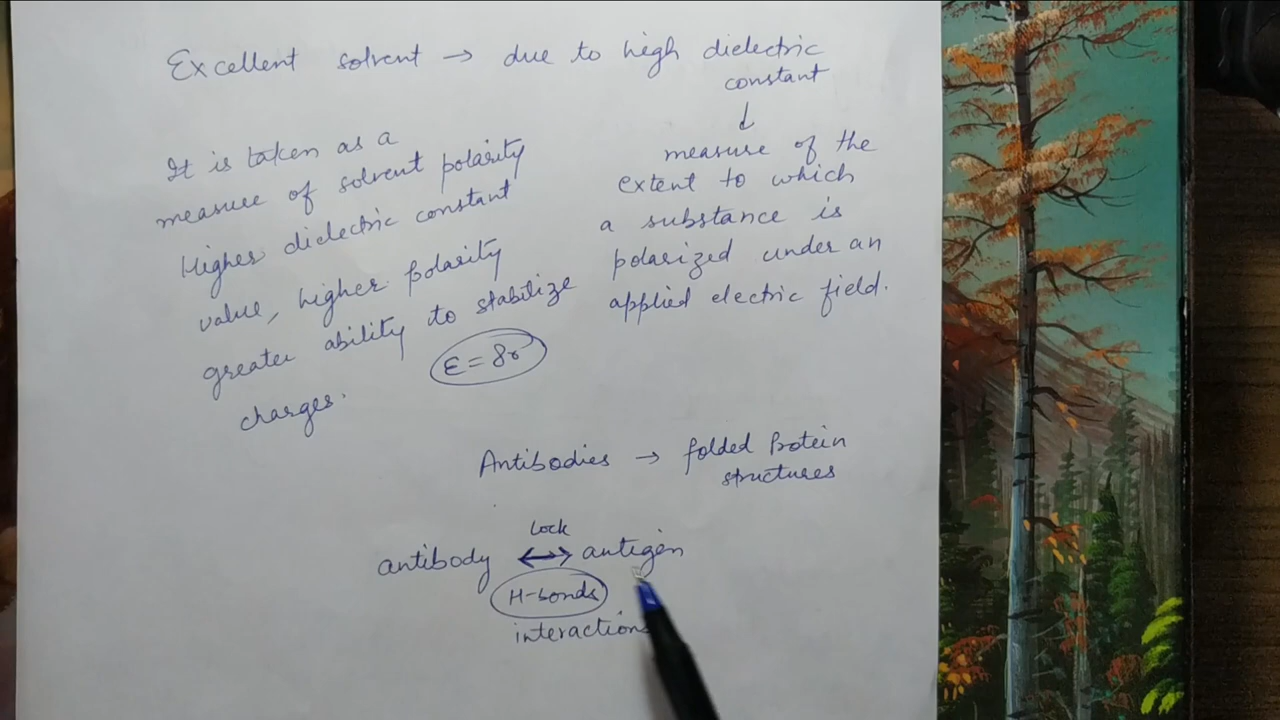 Excellent solvent → due to high dielectric
constant
↓
measure of the
extent to which
a substance is
polarized under an
applied electric field.
It is taken as a
measure of solvent polarity
Higher dielectric constant
value, higher polarity
greater ability to stabilize
charges.
Antibodies → folded Protein
structures
Lock
antibody ↔ antigen
H-bonds
interactions